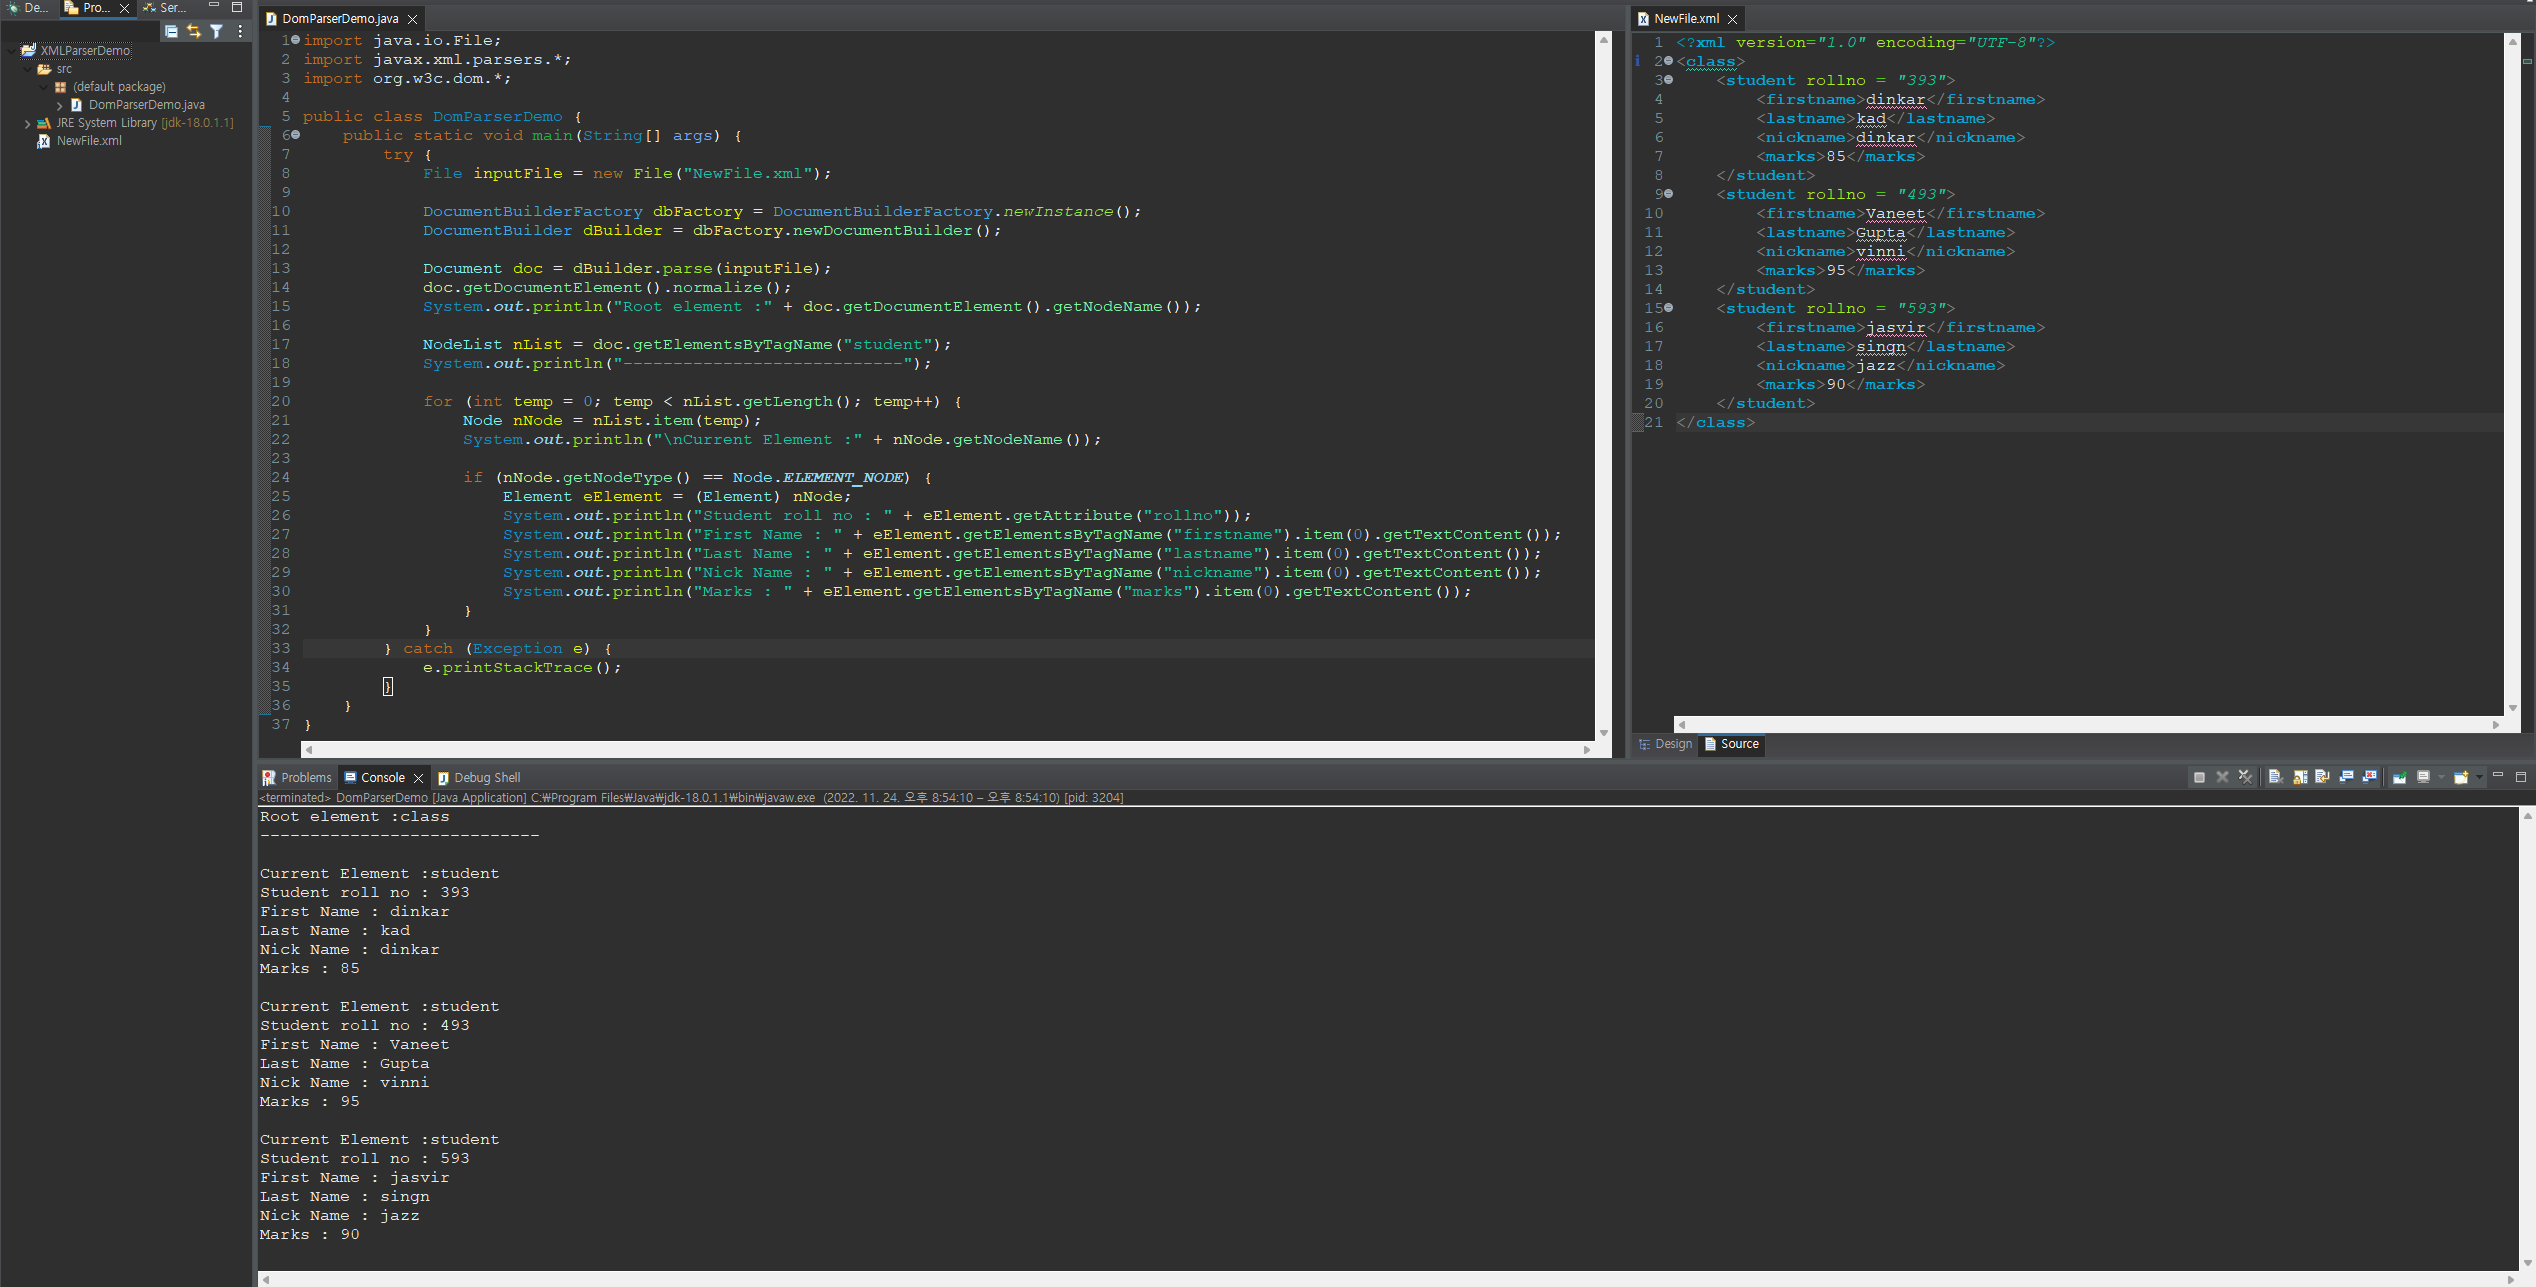 De...
Pro...
Ser...
XMLParserDemo
src
(default package)
DomParserDemo.java
JRE System Library [jdk-18.0.1.1]
NewFile.xml
DomParserDemo.java
1 import java.io.File;
2 import javax.xml.parsers.*;
3 import org.w3c.dom.*;
4
5 public class DomParserDemo {
6     public static void main(String[] args) {
7         try {
8             File inputFile = new File("NewFile.xml");
9
10             DocumentBuilderFactory dbFactory = DocumentBuilderFactory.newInstance();
11             DocumentBuilder dBuilder = dbFactory.newDocumentBuilder();
12
13             Document doc = dBuilder.parse(inputFile);
14             doc.getDocumentElement().normalize();
15             System.out.println("Root element :" + doc.getDocumentElement().getNodeName());
16
17             NodeList nList = doc.getElementsByTagName("student");
18             System.out.println("----------------------------");
19
20             for (int temp = 0; temp < nList.getLength(); temp++) {
21                 Node nNode = nList.item(temp);
22                 System.out.println("\nCurrent Element :" + nNode.getNodeName());
23
24                 if (nNode.getNodeType() == Node.ELEMENT_NODE) {
25                     Element eElement = (Element) nNode;
26                     System.out.println("Student roll no : " + eElement.getAttribute("rollno"));
27                     System.out.println("First Name : " + eElement.getElementsByTagName("firstname").item(0).getTextContent());
28                     System.out.println("Last Name : " + eElement.getElementsByTagName("lastname").item(0).getTextContent());
29                     System.out.println("Nick Name : " + eElement.getElementsByTagName("nickname").item(0).getTextContent());
30                     System.out.println("Marks : " + eElement.getElementsByTagName("marks").item(0).getTextContent());
31                 }
32             }
33         } catch (Exception e) {
34             e.printStackTrace();
35         }
36     }
37 }
NewFile.xml
1 <?xml version="1.0" encoding="UTF-8"?>
2 <class>
3     <student rollno = "393">
4         <firstname>dinkar</firstname>
5         <lastname>kad</lastname>
6         <nickname>dinkar</nickname>
7         <marks>85</marks>
8     </student>
9     <student rollno = "493">
10         <firstname>Vaneet</firstname>
11         <lastname>Gupta</lastname>
12         <nickname>vinni</nickname>
13         <marks>95</marks>
14     </student>
15     <student rollno = "593">
16         <firstname>jasvir</firstname>
17         <lastname>singn</lastname>
18         <nickname>jazz</nickname>
19         <marks>90</marks>
20     </student>
21 </class>
Design Source
Problems Console Debug Shell
<terminated> DomParserDemo [Java Application] C:₩Program Files₩Java₩jdk-18.0.1.1₩bin₩javaw.exe (2022. 11. 24. 오후 8:54:10 – 오후 8:54:10) [pid: 3204]
Root element :class
----------------------------
Current Element :student
Student roll no : 393
First Name : dinkar
Last Name : kad
Nick Name : dinkar
Marks : 85
Current Element :student
Student roll no : 493
First Name : Vaneet
Last Name : Gupta
Nick Name : vinni
Marks : 95
Current Element :student
Student roll no : 593
First Name : jasvir
Last Name : singn
Nick Name : jazz
Marks : 90